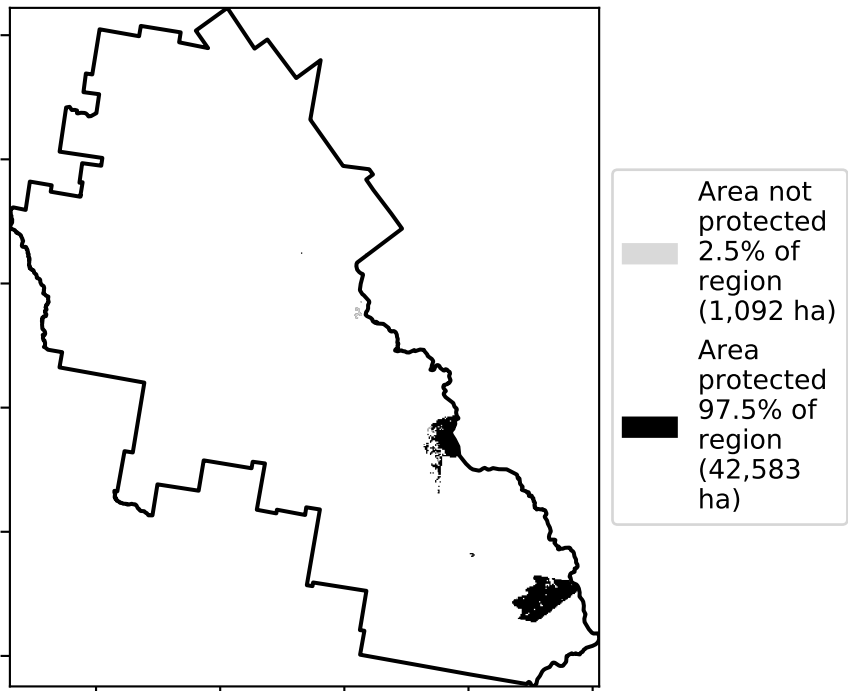 Area not
protected
2.5% of
region
(1,092 ha)
Area
protected
97.5% of
region
(42,583
ha)